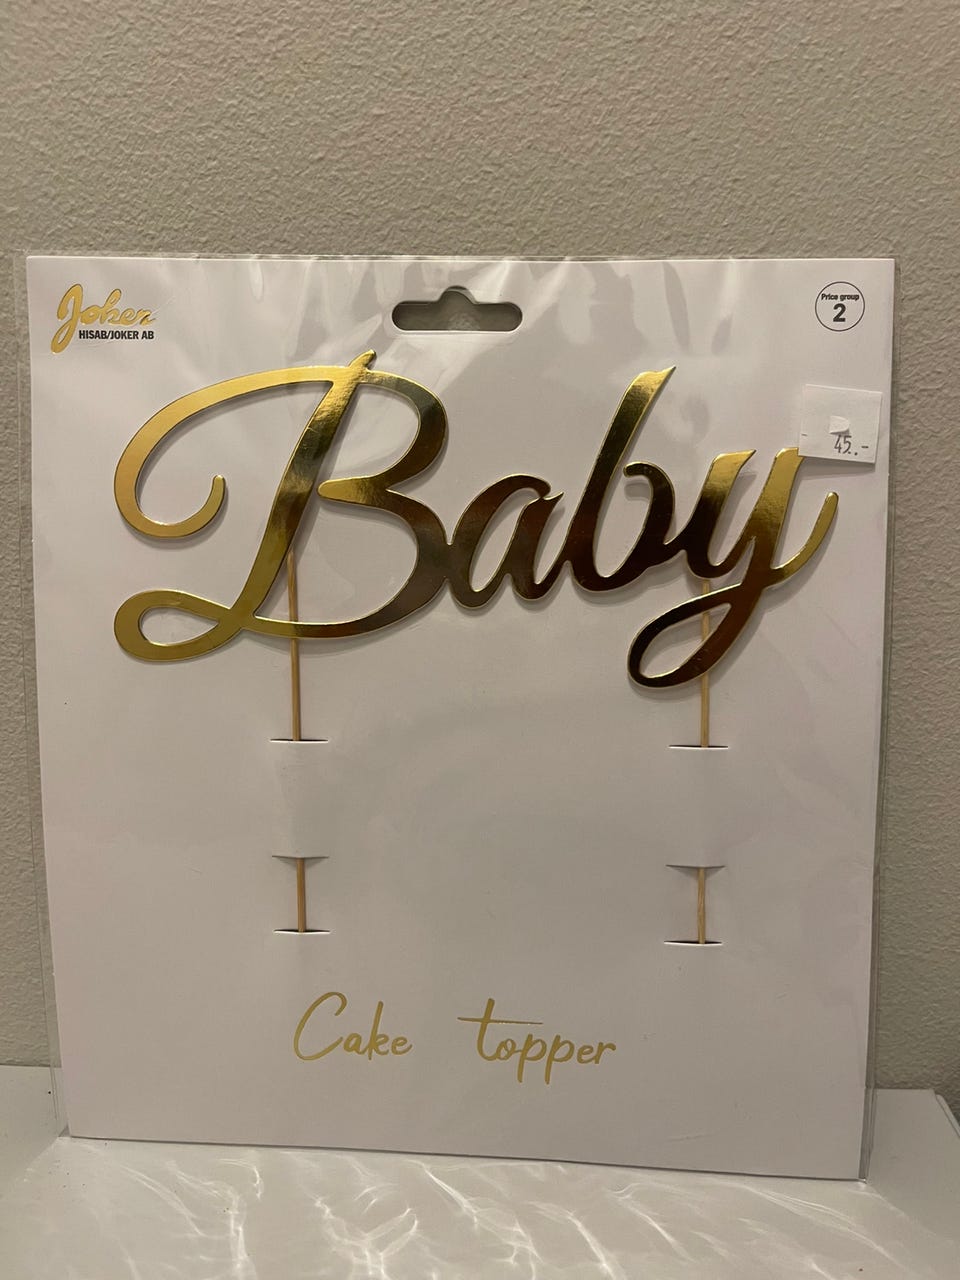 Joker
HISAB/JOKER AB
Price group
2
45.-
Baby
Cake topper